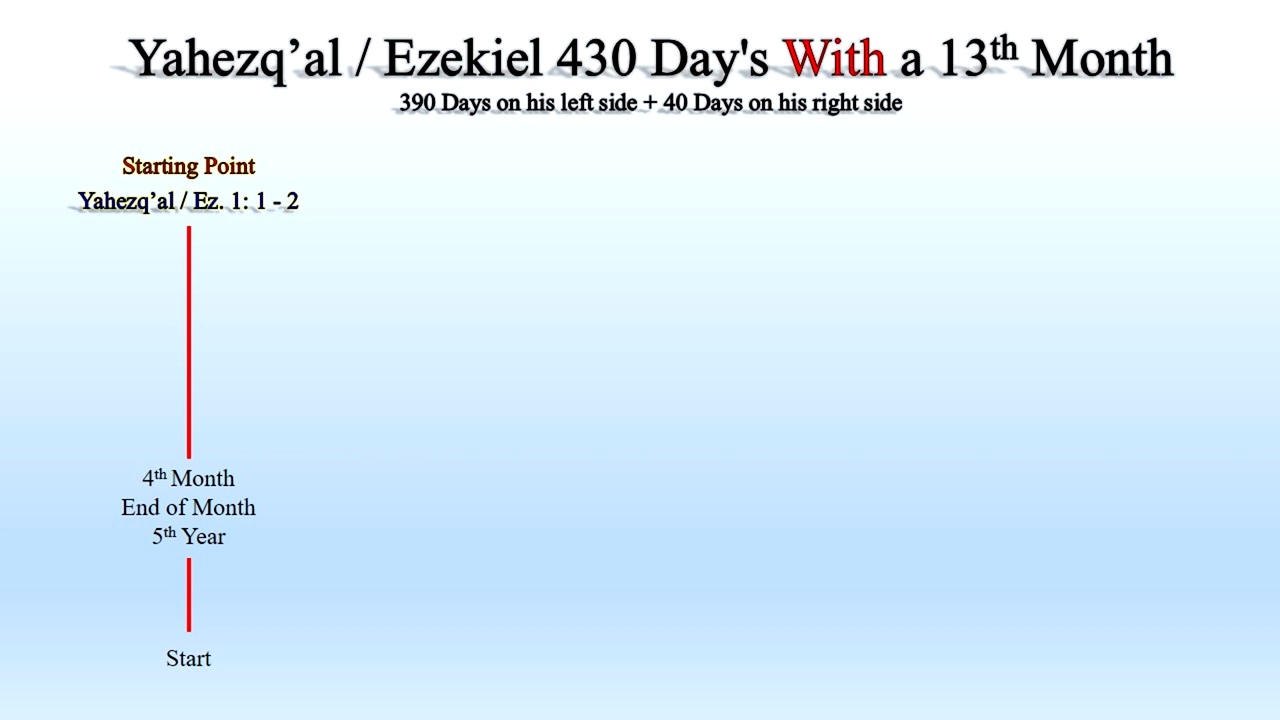 Yahezq’al / Ezekiel 430 Day's With a 13th Month
390 Days on his left side + 40 Days on his right side
Starting Point
Yahezq’al / Ez. 1: 1 - 2
4th Month
End of Month
5th Year
Start